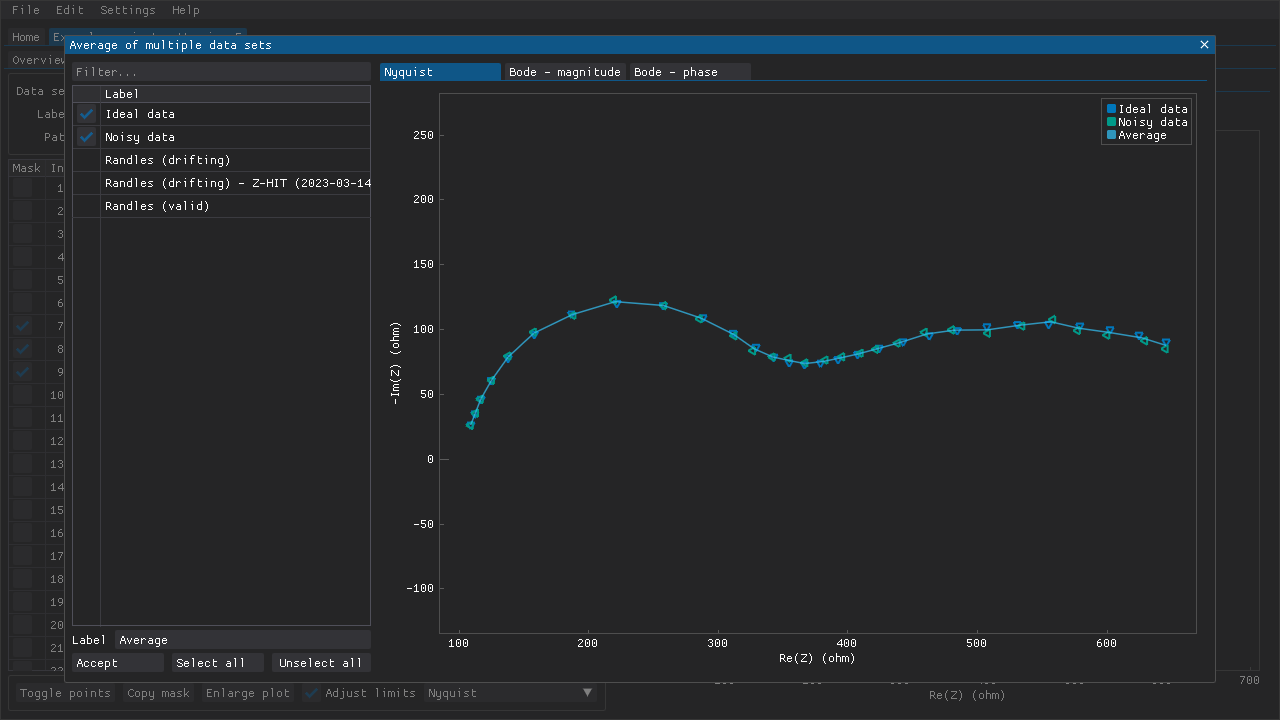 File Edit Settings Help
Home
Average of multiple data sets
Overview
Filter...
Nyquist Bode - magnitude Bode - phase
Data se
Label
Labe
Ideal data
Noisy data
Pat
Randles (drifting)
Mask In
Randles (drifting) - Z-HIT (2023-03-14
Randles (valid)
1
2
3
4
5
6
7
8
9
10
11
12
13
14
15
16
17
18
19
20
21
Ideal data
Noisy data
Average
250
200
150
100
50
0
-50
-100
-Im(Z) (ohm)
100 200 300 400 500 600
Re(Z) (ohm)
Label Average
Accept Select all Unselect all
Toggle points Copy mask Enlarge plot Adjust limits Nyquist
700
Re(Z) (ohm)